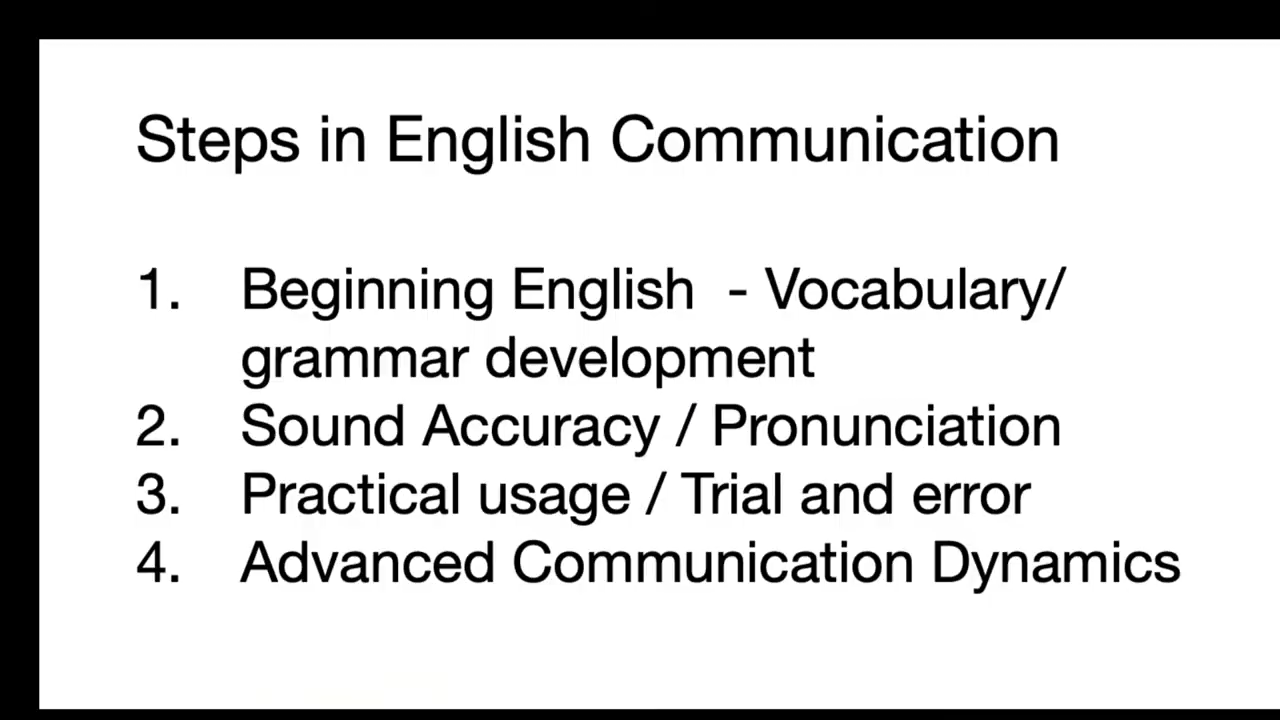 Steps in English Communication
1. Beginning English - Vocabulary/
grammar development
2. Sound Accuracy / Pronunciation
3. Practical usage / Trial and error
4. Advanced Communication Dynamics